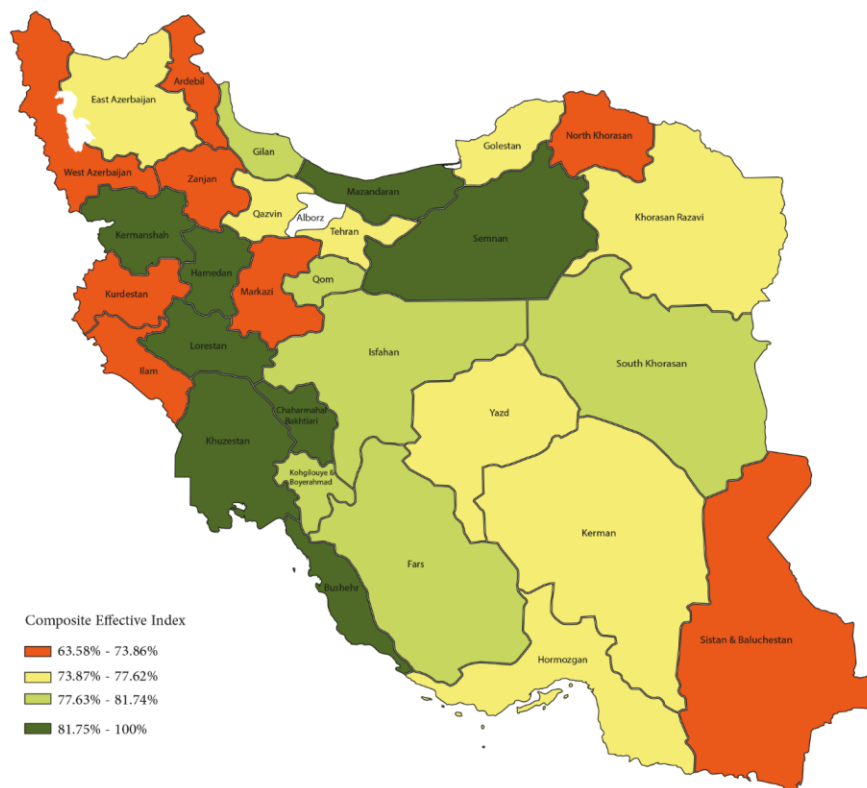 Ardebil
East Azerbaijan
Golestan
North Khorasan
Gilan
West Azerbaijan
Zanjan
Mazandaran
Khorasan Razavi
Qazvin
Alborz
Tehran
Semnan
Kermanshah
Hamedan
Qom
Kurdestan
Markazi
Lorestan
Isfahan
South Khorasan
Ilam
Chaharmahal
Bakhtiari
Yazd
Khuzestan
Kohgilouye &
Boyerahmad
Kerman
Fars
Bushehr
Sistan & Baluchestan
Hormozgan
Composite Effective Index
63.58% - 73.86%
73.87% - 77.62%
77.63% - 81.74%
81.75% - 100%